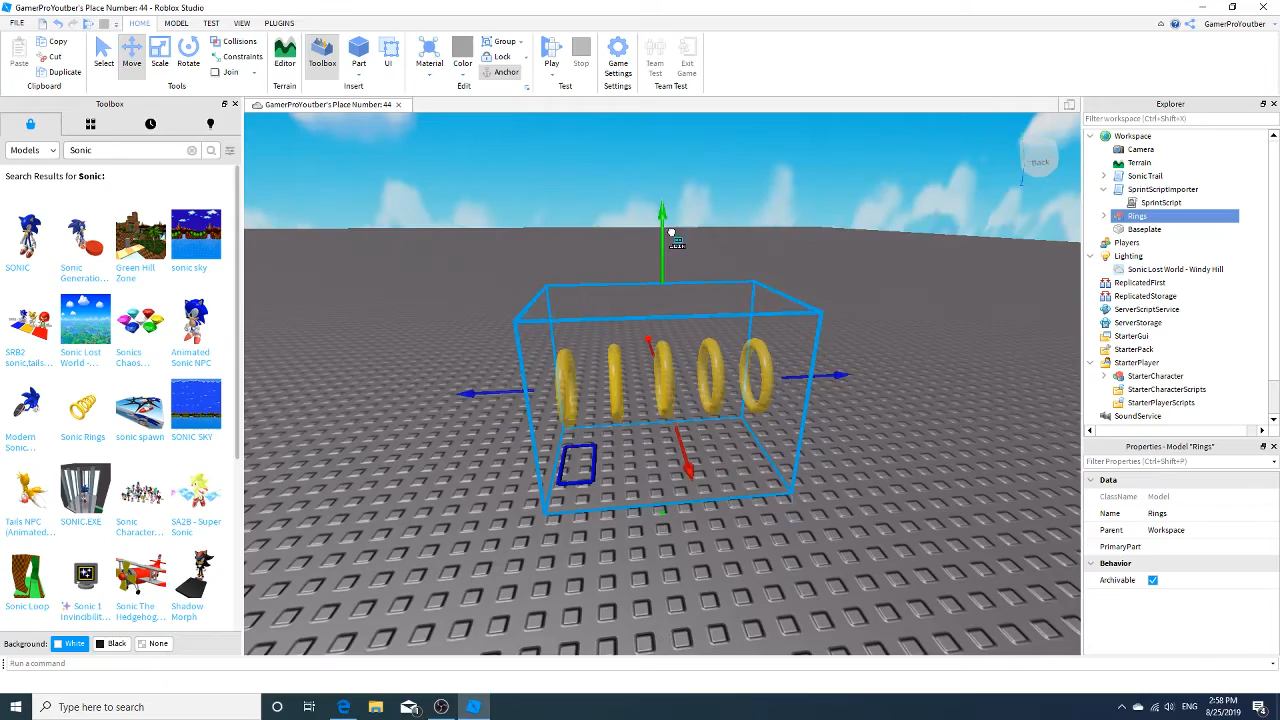 GamerProYoutber's Place Number: 44 - Roblox Studio
FILE HOME MODEL TEST VIEW PLUGINS GamerProYoutber
Paste Copy Cut Duplicate Clipboard
Select Move Scale Rotate Collisions Constraints Join Tools
Editor Terrain
Toolbox Part UI Insert
Material Color Group Lock Anchor Edit
Play Stop Test
Game Settings Settings
Team Test Exit Game Team Test
Toolbox
Models Sonic
Search Results for Sonic:
SONIC
Sonic Generatio...
Green Hill Zone
sonic sky
SRB2 sonic,tails...
Sonic Lost World -...
Sonics Chaos...
Animated Sonic NPC
Modern Sonic...
Sonic Rings
sonic spawn
SONIC SKY
Tails NPC (Animated...
SONIC.EXE
Sonic Character...
SA2B - Super Sonic
Sonic Loop
Sonic 1 Invincibilit...
Sonic The Hedgehog...
Shadow Morph
Background: White Black None
Run a command
GamerProYoutber's Place Number: 44
Back
Explorer
Filter workspace (Ctrl+Shift+X)
Workspace
Camera
Terrain
SonicTrail
SprintScriptImporter
SprintScript
Rings
Baseplate
Players
Lighting
Sonic Lost World - Windy Hill
ReplicatedFirst
ReplicatedStorage
ServerScriptService
ServerStorage
StarterGui
StarterPack
StarterPlayer
StarterCharacter
StarterCharacterScripts
StarterPlayerScripts
SoundService
Properties - Model "Rings"
Filter Properties (Ctrl+Shift+P)
Data
ClassName Model
Name Rings
Parent Workspace
PrimaryPart
Behavior
Archivable
Type here to search
1
ENG
2:58 PM
8/25/2019
4